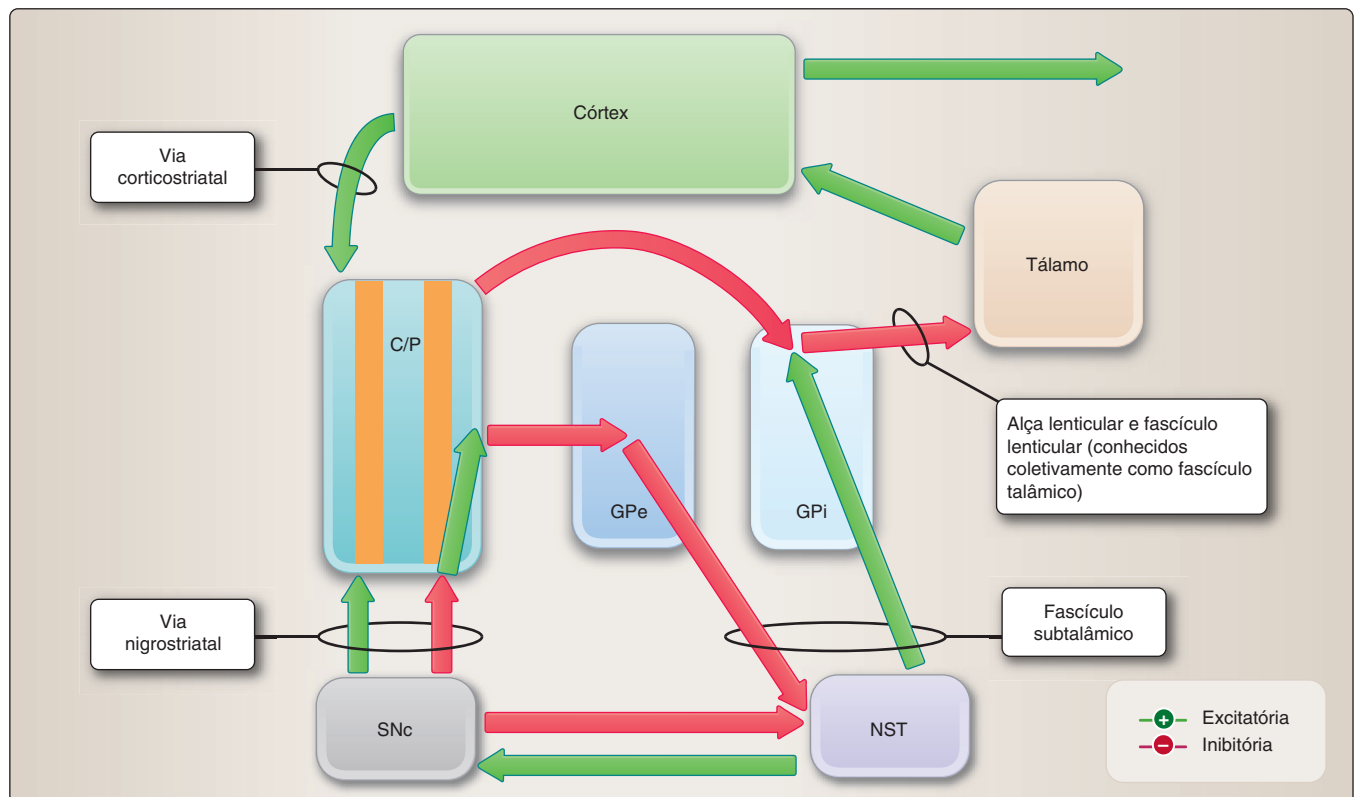 Córtex
Via
corticostriatal
Tálamo
C/P
GPe
GPi
Alça lenticular e fascículo
lenticular (conhecidos
coletivamente como fascículo
talâmico)
Via
nigrostriatal
Fascículo
subtalâmico
SNc
NST
+ Excitatória
− Inibitória